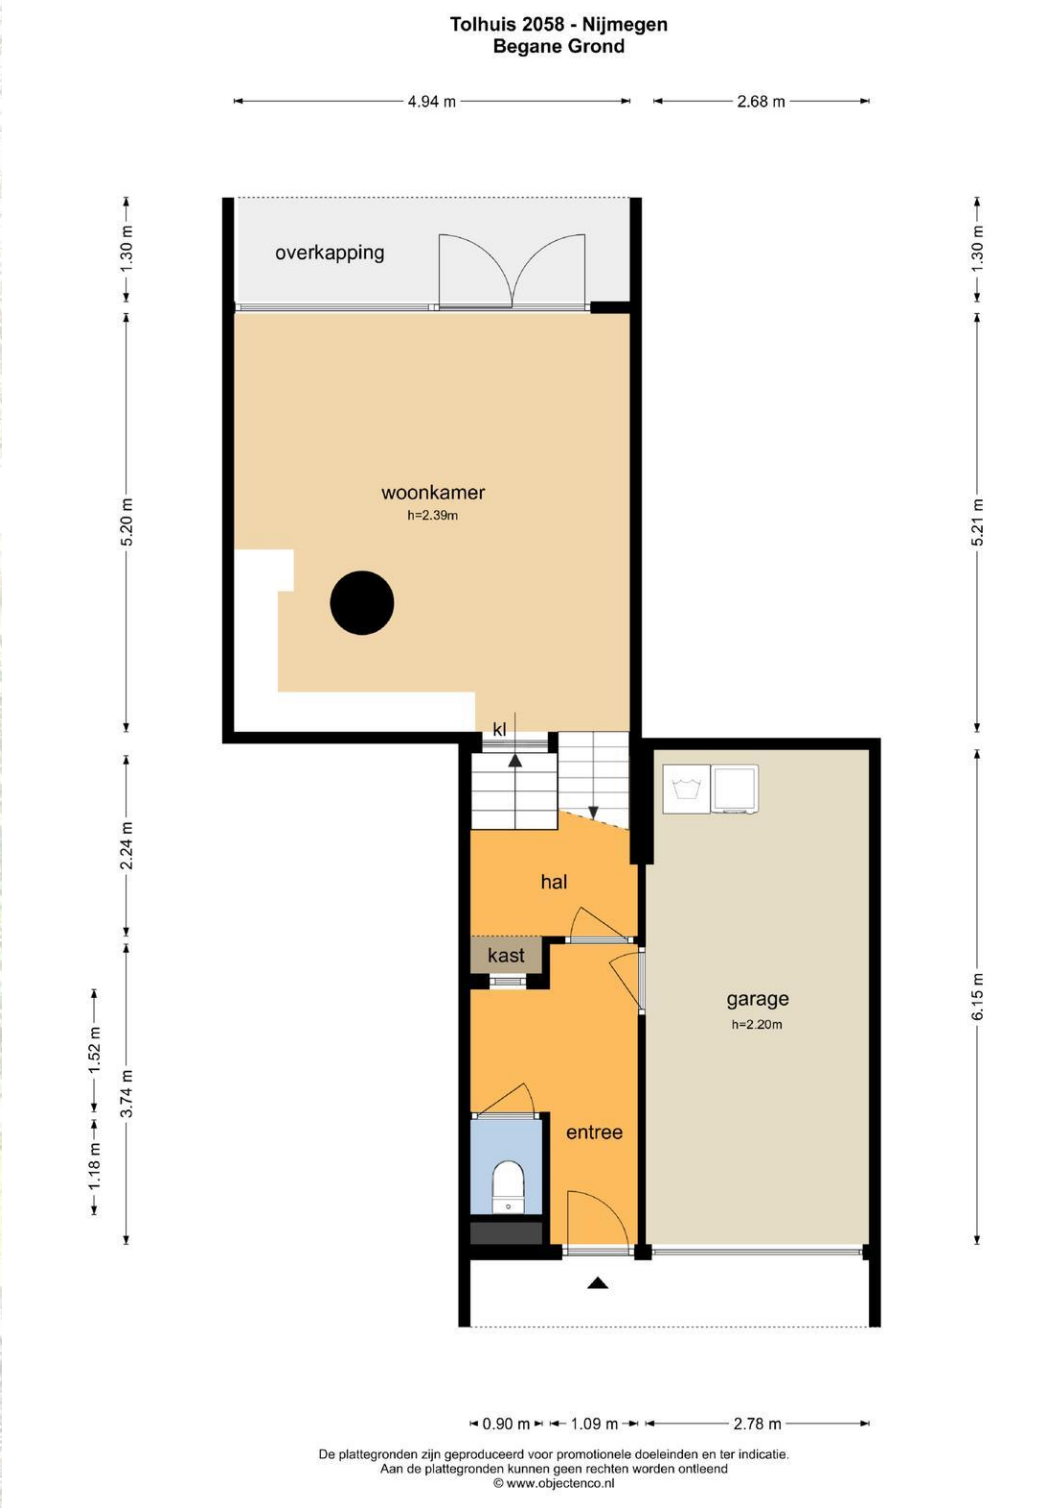 Tolhuis 2058 - Nijmegen
Begane Grond
4.94 m
2.68 m
1.30 m
1.30 m
overkapping
5.20 m
5.21 m
woonkamer
h=2.39m
kl
2.24 m
hal
kast
garage
h=2.20m
6.15 m
1.52 m
3.74 m
entree
1.18 m
0.90 m
1.09 m
2.78 m
De plattegronden zijn geproduceerd voor promotionele doeleinden en ter indicatie.
Aan de plattegronden kunnen geen rechten worden ontleend
© www.objectenco.nl